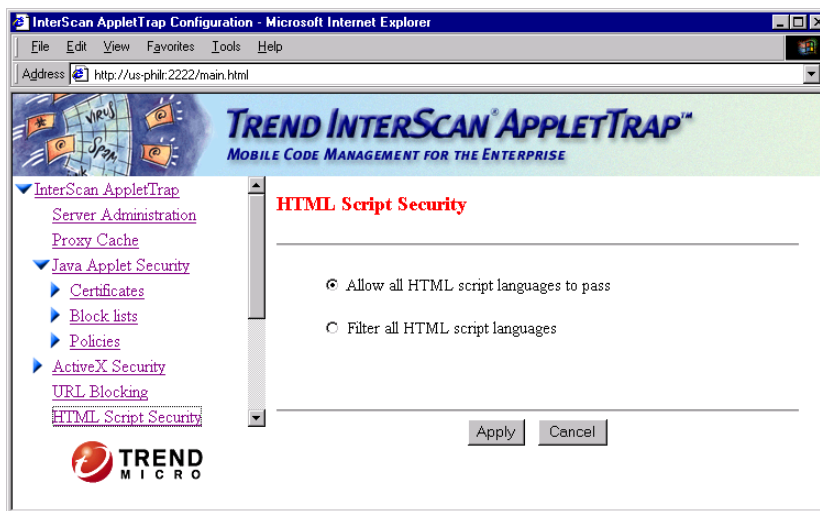 InterScan AppletTrap Configuration - Microsoft Internet Explorer
File Edit View Favorites Tools Help
Address http://us-philr:2222/main.html
VIRUS
Span
TREND INTERSCAN® APPLETTRAP™
MOBILE CODE MANAGEMENT FOR THE ENTERPRISE
InterScan AppletTrap
Server Administration
Proxy Cache
Java Applet Security
Certificates
Block lists
Policies
ActiveX Security
URL Blocking
HTML Script Security
TREND
MICRO
HTML Script Security
Allow all HTML script languages to pass
Filter all HTML script languages
Apply Cancel